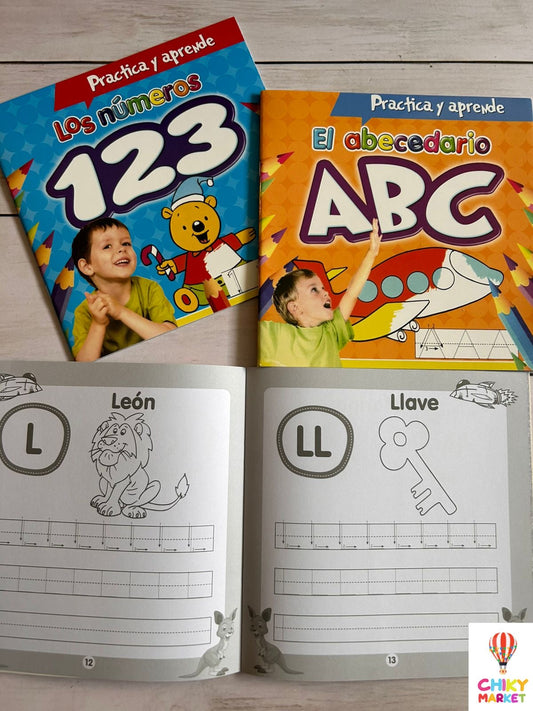 Practica y aprende
Los números
123
Practica y aprende
El abecedario
ABC
A A A A
León
L
Llave
LL
12
13
CHIKY
MARKET